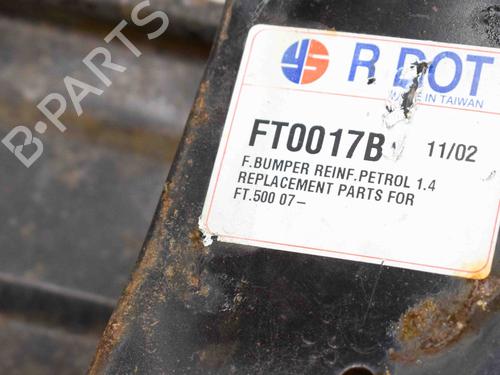 B-PARTS
YS R DOT
MADE IN TAIWAN
FT0017B 11/02
F.BUMPER REINF.PETROL 1.4
REPLACEMENT PARTS FOR
FT.500 07-